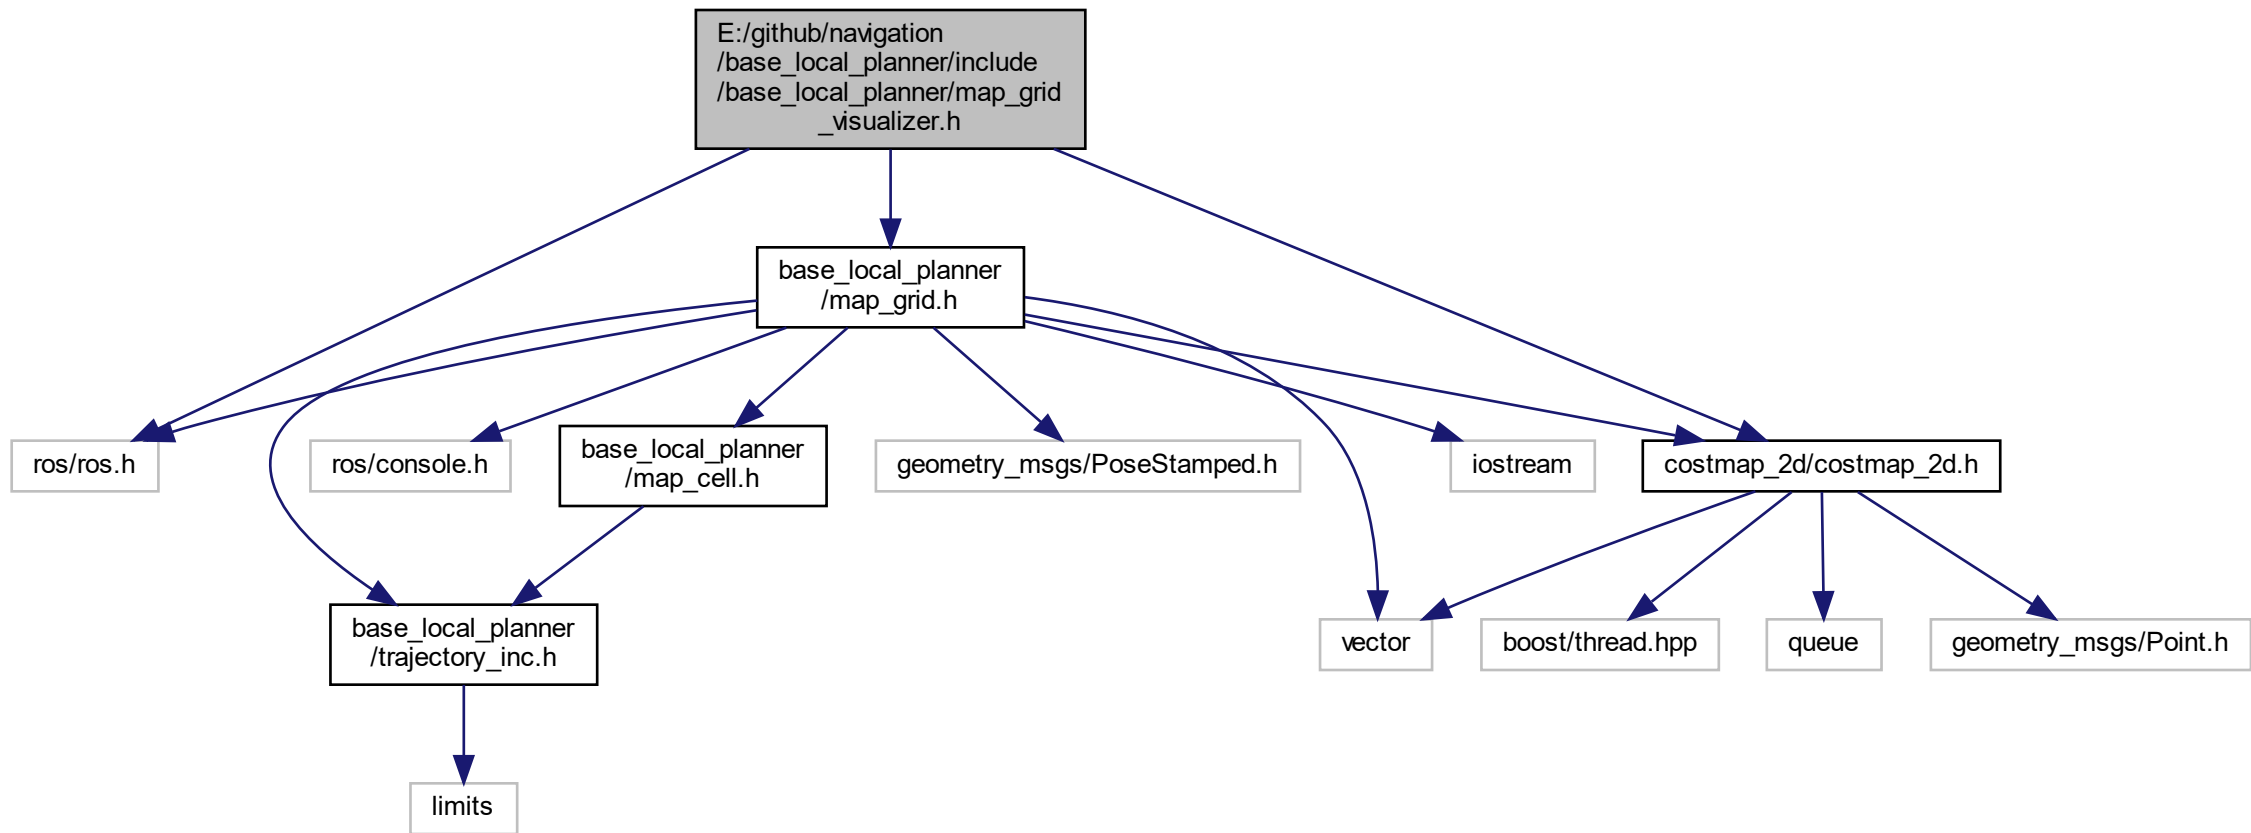 E:/github/navigation
/base_local_planner/include
/base_local_planner/map_grid
_visualizer.h
base_local_planner
/map_grid.h
ros/ros.h
ros/console.h
base_local_planner
/map_cell.h
geometry_msgs/PoseStamped.h
iostream
costmap_2d/costmap_2d.h
base_local_planner
/trajectory_inc.h
vector
boost/thread.hpp
queue
geometry_msgs/Point.h
limits